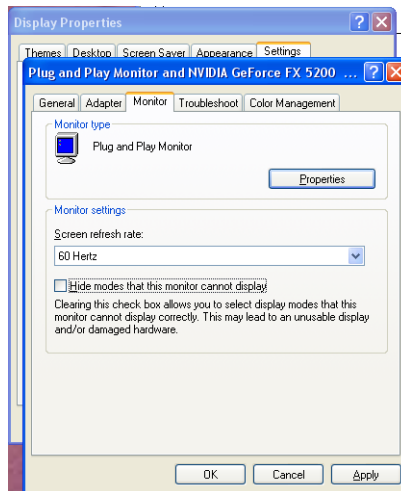 Display Properties
Themes Desktop Screen Saver Appearance Settings
Plug and Play Monitor and NVIDIA GeForce FX 5200 ...
General Adapter Monitor Troubleshoot Color Management
Monitor type
Plug and Play Monitor
Properties
Monitor settings
Screen refresh rate:
60 Hertz
Hide modes that this monitor cannot display
Clearing this check box allows you to select display modes that this
monitor cannot display correctly. This may lead to an unusable display
and/or damaged hardware.
OK Cancel Apply